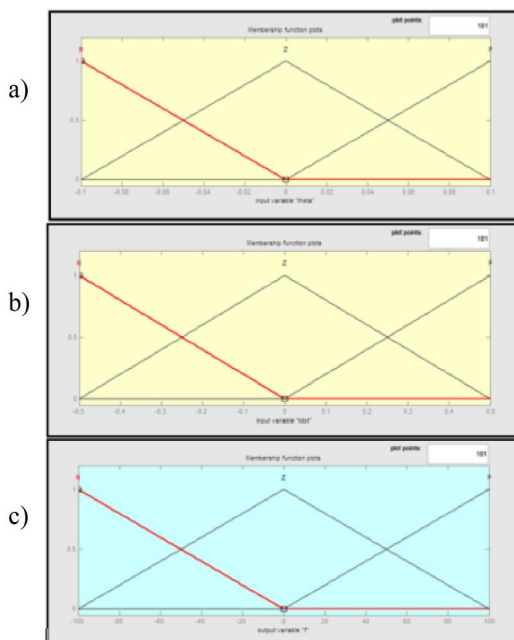 a)
plot points:
181
Membership function plots
N
Z
P
1
0.5
0
-0.1
-0.08
-0.06
-0.04
-0.02
0
0.02
0.04
0.06
0.08
0.1
input variable "theta"
b)
plot points:
181
Membership function plots
N
Z
P
1
0.5
0
-0.5
-0.4
-0.3
-0.2
-0.1
0
0.1
0.2
0.3
0.4
0.5
input variable "tdot"
c)
plot points:
181
Membership function plots
N
Z
P
1
0.5
0
-100
-80
-60
-40
-20
0
20
40
60
80
100
output variable "f"